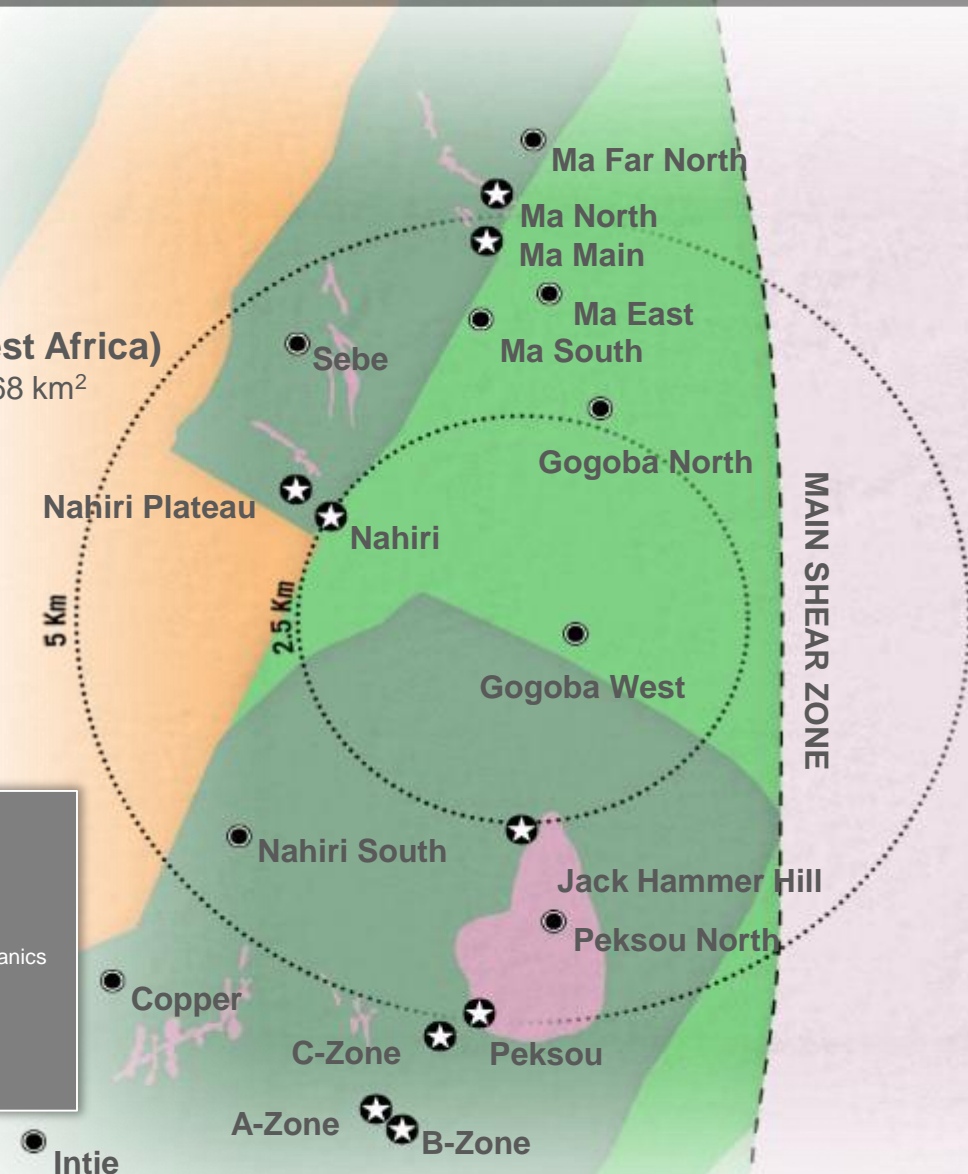 Ma Far North
Ma North
Ma Main
Ma East
Ma South
est Africa)
68 km²
Sebe
Gogoba North
Nahiri Plateau
Nahiri
MAIN SHEAR ZONE
5 Km
2.5 Km
Gogoba West
Nahiri South
Jack Hammer Hill
Peksou North
anics
Copper
C-Zone
Peksou
A-Zone
B-Zone
Intie